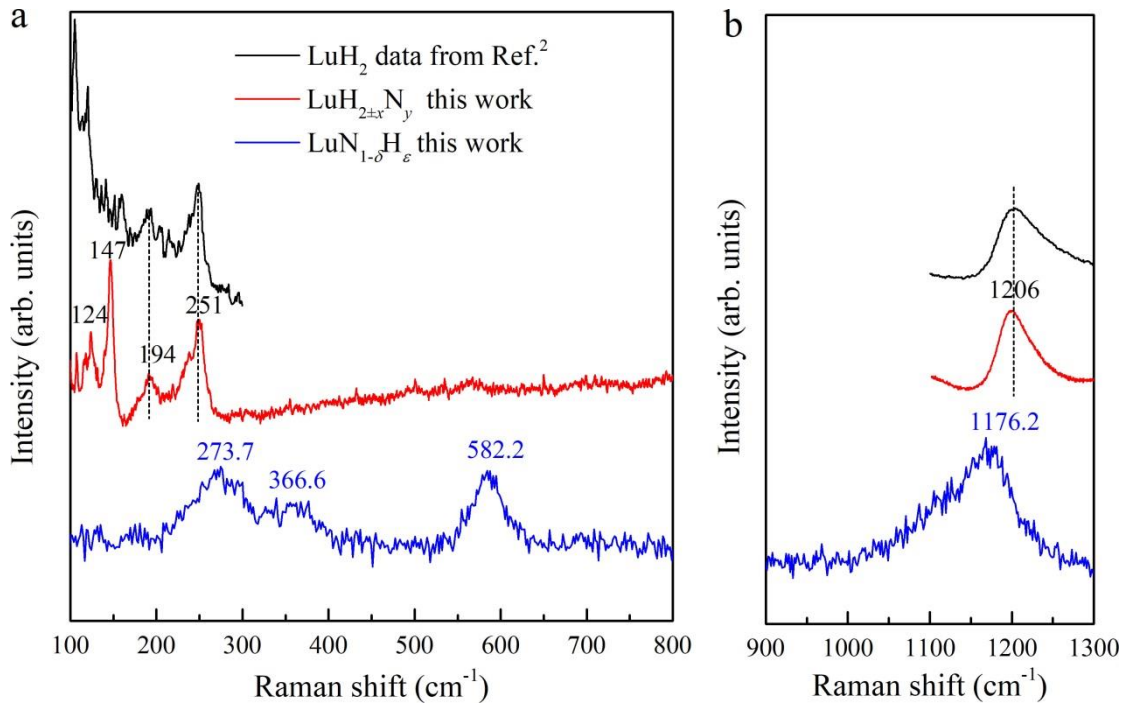 a
LuH₂ data from Ref.²
LuH₂±ₓNᵧ this work
LuN₁₋δHε this work
147
124
194
251
273.7
366.6
582.2
Intensity (arb. units)
100 200 300 400 500 600 700 800
Raman shift (cm⁻¹)
b
1206
1176.2
Intensity (arb. units)
900 1000 1100 1200 1300
Raman shift (cm⁻¹)